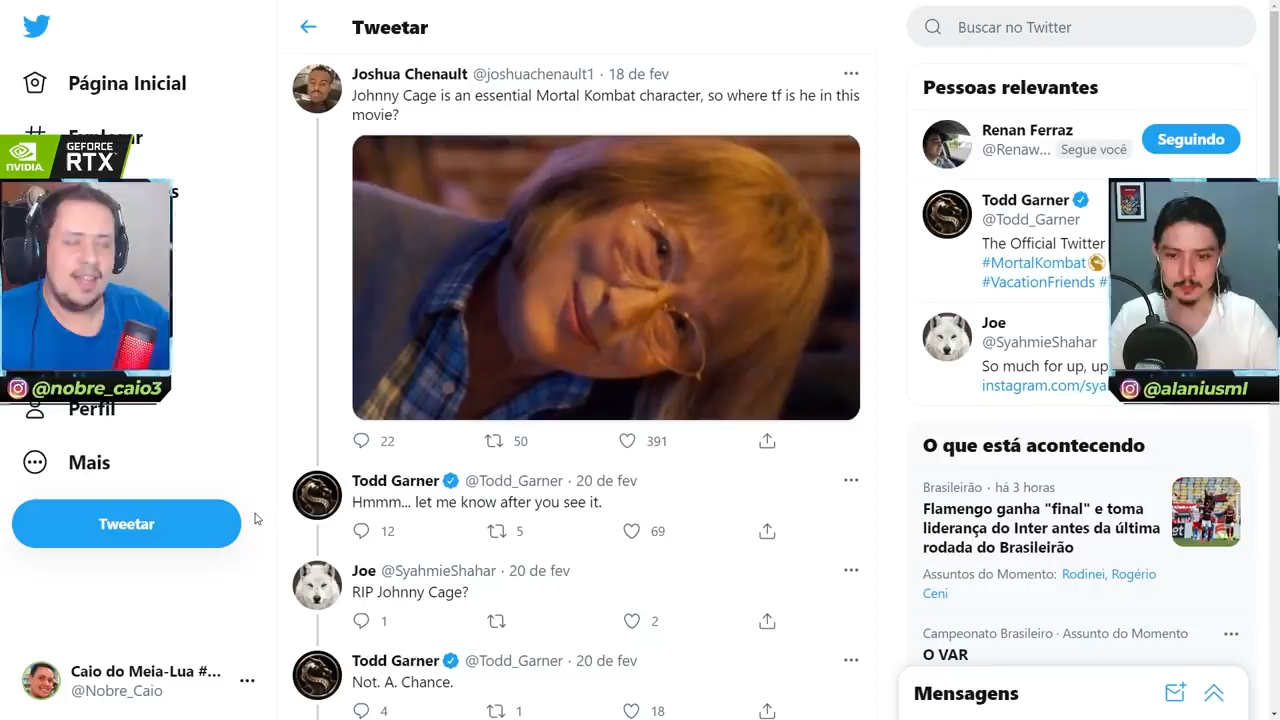 Página Inicial
Explorar
NVIDIA.
GEFORCE
RTX
s
@nobre_caio3
Perfil
Mais
Tweetar
Caio do Meia-Lua #...
@Nobre_Caio
Tweetar
Joshua Chenault @joshuachenault1 · 18 de fev
Johnny Cage is an essential Mortal Kombat character, so where tf is he in this
movie?
22 50 391
Todd Garner @Todd_Garner · 20 de fev
Hmmm... let me know after you see it.
12 5 69
Joe @SyahmieShahar · 20 de fev
RIP Johnny Cage?
1 2
Todd Garner @Todd_Garner · 20 de fev
Not. A. Chance.
4 1 18
Buscar no Twitter
Pessoas relevantes
Renan Ferraz
@Renaw... Segue você
Seguindo
Todd Garner
@Todd_Garner
The Official Twitter
#MortalKombat
#VacationFriends #
Joe
@SyahmieShahar
So much for up, up
instagram.com/sya
@alaniusml
O que está acontecendo
Brasileirão · há 3 horas
Flamengo ganha "final" e toma
liderança do Inter antes da última
rodada do Brasileirão
Assuntos do Momento: Rodinei, Rogério
Ceni
Campeonato Brasileiro · Assunto do Momento
O VAR
Mensagens